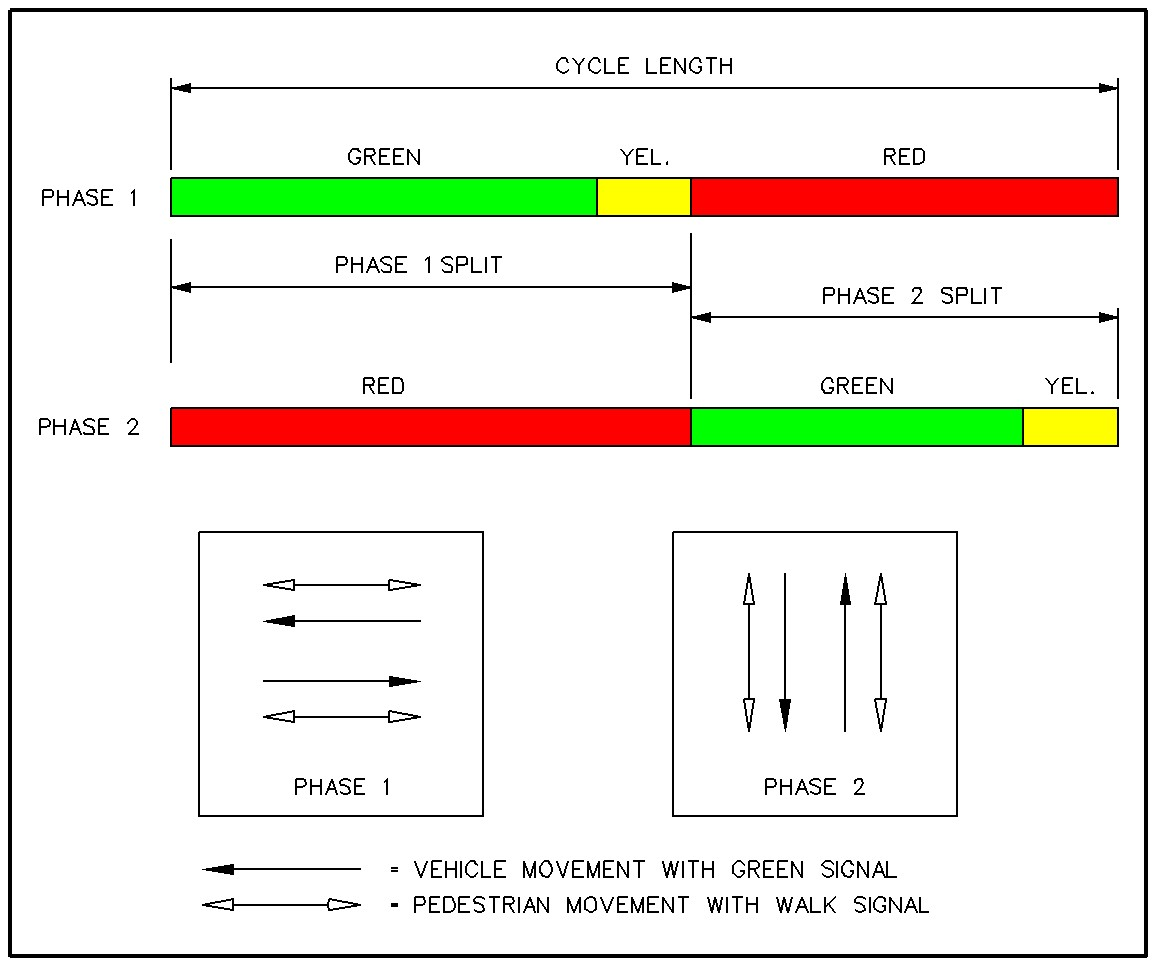 CYCLE LENGTH
GREEN YEL. RED
PHASE 1
PHASE 1 SPLIT
PHASE 2 SPLIT
RED GREEN YEL.
PHASE 2
PHASE 1 PHASE 2
= VEHICLE MOVEMENT WITH GREEN SIGNAL
= PEDESTRIAN MOVEMENT WITH WALK SIGNAL